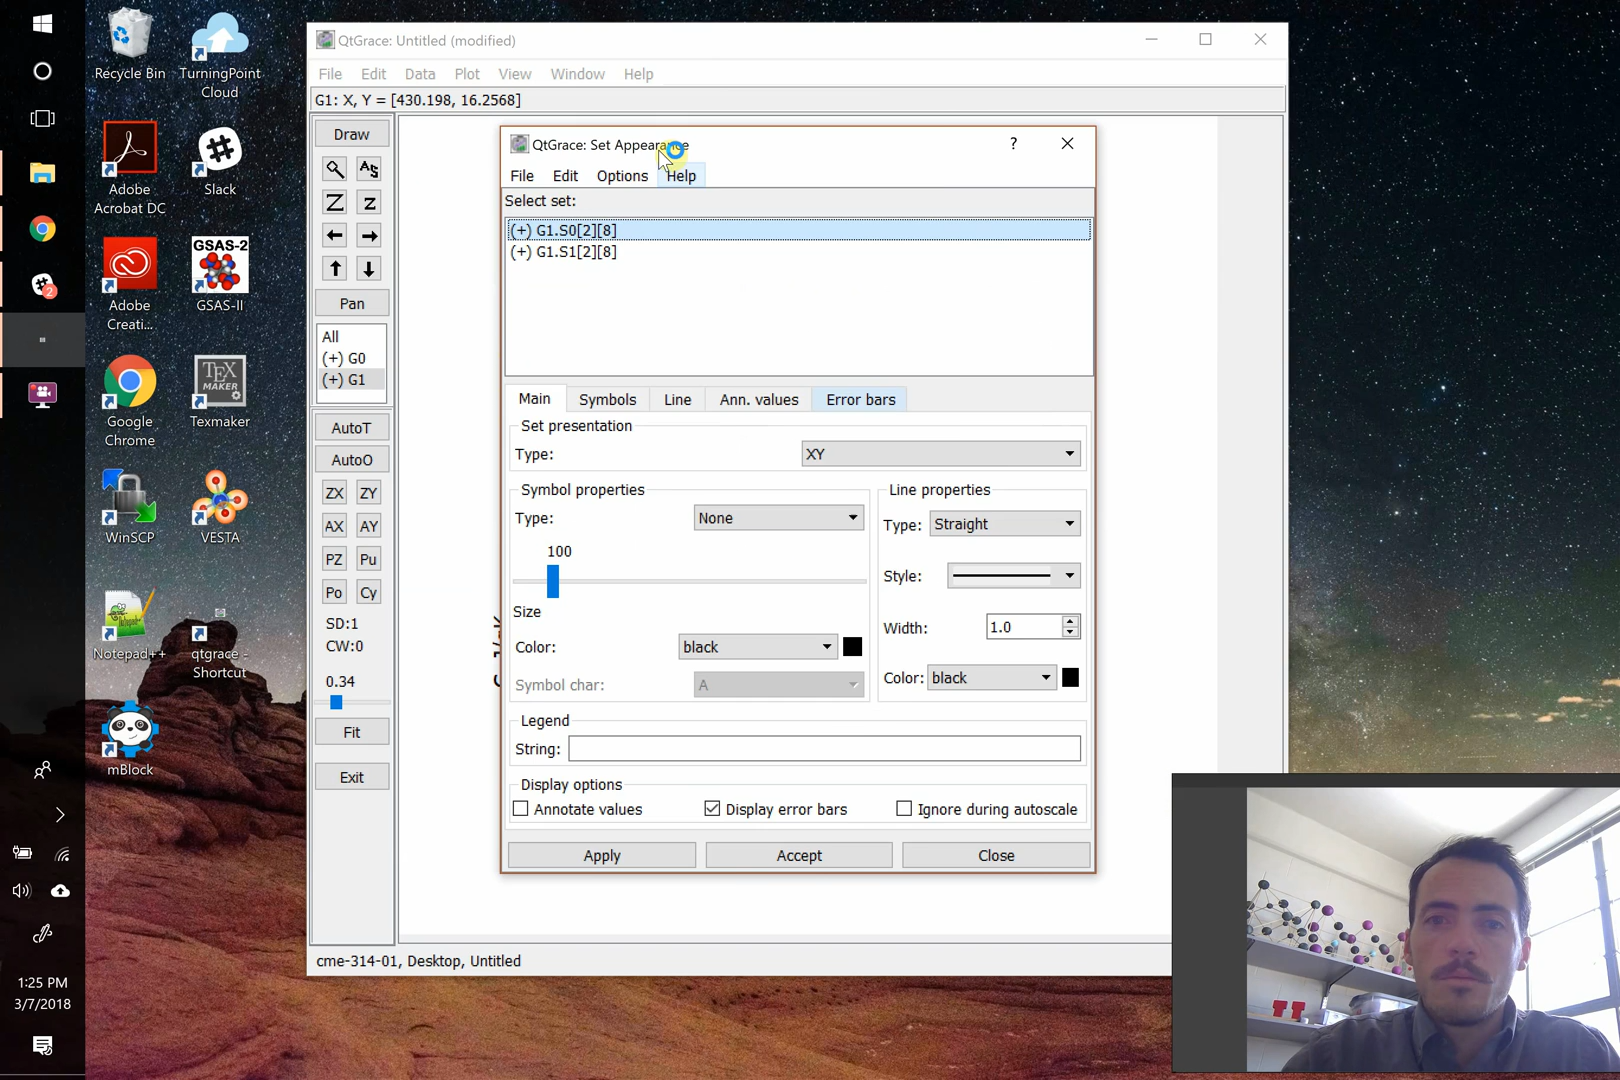 Recycle Bin
TurningPoint
Cloud
Adobe
Acrobat DC
Slack
Adobe
Creati...
GSAS-2
GSAS-II
Google
Chrome
TEX
MAKER
Texmaker
WinSCP
VESTA
Notepad++
qtgrace -
Shortcut
mBlock
2
1:25 PM
3/7/2018
QtGrace: Untitled (modified)
File Edit Data Plot View Window Help
G1: X, Y = [430.198, 16.2568]
Draw
A S
Z z
Pan
All
(+) G0
(+) G1
AutoT
AutoO
ZX ZY
AX AY
PZ Pu
Po Cy
SD:1
CW:0
0.34
Fit
Exit
cme-314-01, Desktop, Untitled
QtGrace: Set Appearance
?
File Edit Options Help
Select set:
(+) G1.S0[2][8]
(+) G1.S1[2][8]
Main Symbols Line Ann. values Error bars
Set presentation
Type: XY
Symbol properties
Type: None
100
Size
Color: black
Symbol char: A
Line properties
Type: Straight
Style:
Width: 1.0
Color: black
Legend
String:
Display options
Annotate values Display error bars Ignore during autoscale
Apply Accept Close